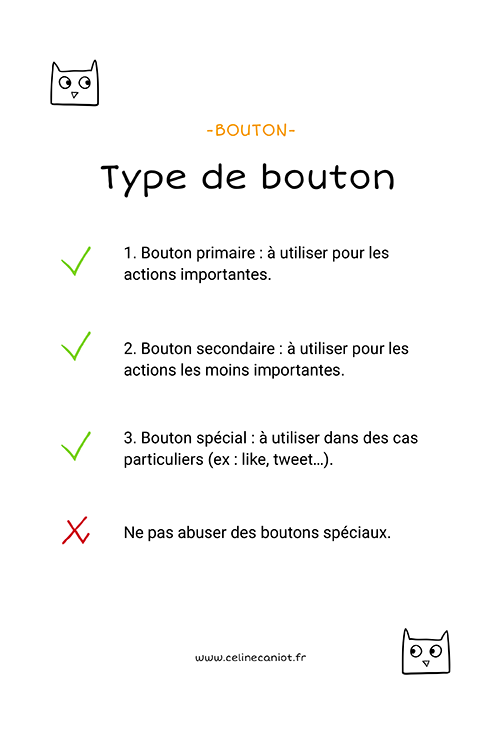 -BOUTON-
Type de bouton
1. Bouton primaire : à utiliser pour les
actions importantes.
2. Bouton secondaire : à utiliser pour les
actions les moins importantes.
3. Bouton spécial : à utiliser dans des cas
particuliers (ex : like, tweet…).
Ne pas abuser des boutons spéciaux.
www.celinecaniot.fr